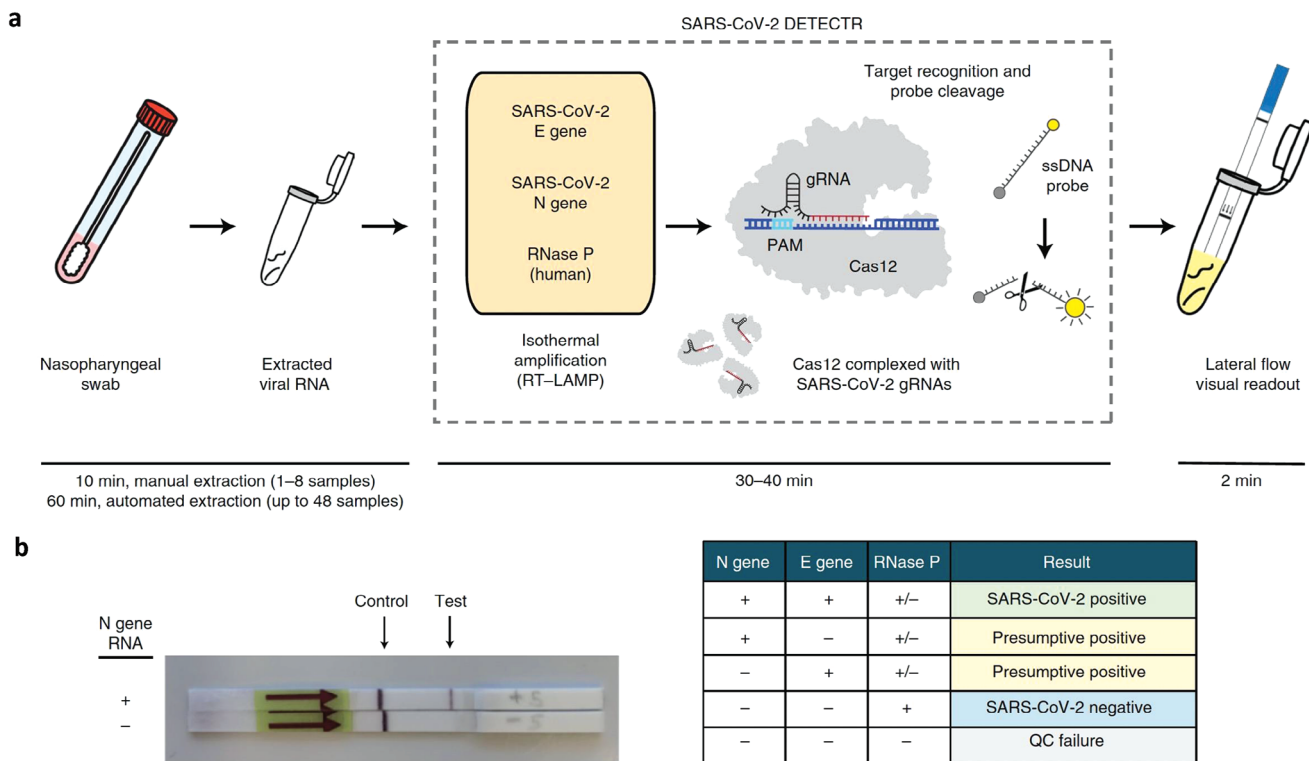 a
SARS-CoV-2 DETECTR
SARS-CoV-2
E gene
SARS-CoV-2
N gene
RNase P
(human)
Target recognition and
probe cleavage
gRNA
PAM
Cas12
ssDNA
probe
Nasopharyngeal
swab
Extracted
viral RNA
Isothermal
amplification
(RT–LAMP)
Cas12 complexed with
SARS-CoV-2 gRNAs
Lateral flow
visual readout
10 min, manual extraction (1–8 samples)
60 min, automated extraction (up to 48 samples)
30–40 min
2 min
b
N gene
RNA
Control
Test
+
–
+ 5
– 5
N gene E gene RNase P Result
+ + +/– SARS-CoV-2 positive
+ – +/– Presumptive positive
– + +/– Presumptive positive
– – + SARS-CoV-2 negative
– – – QC failure